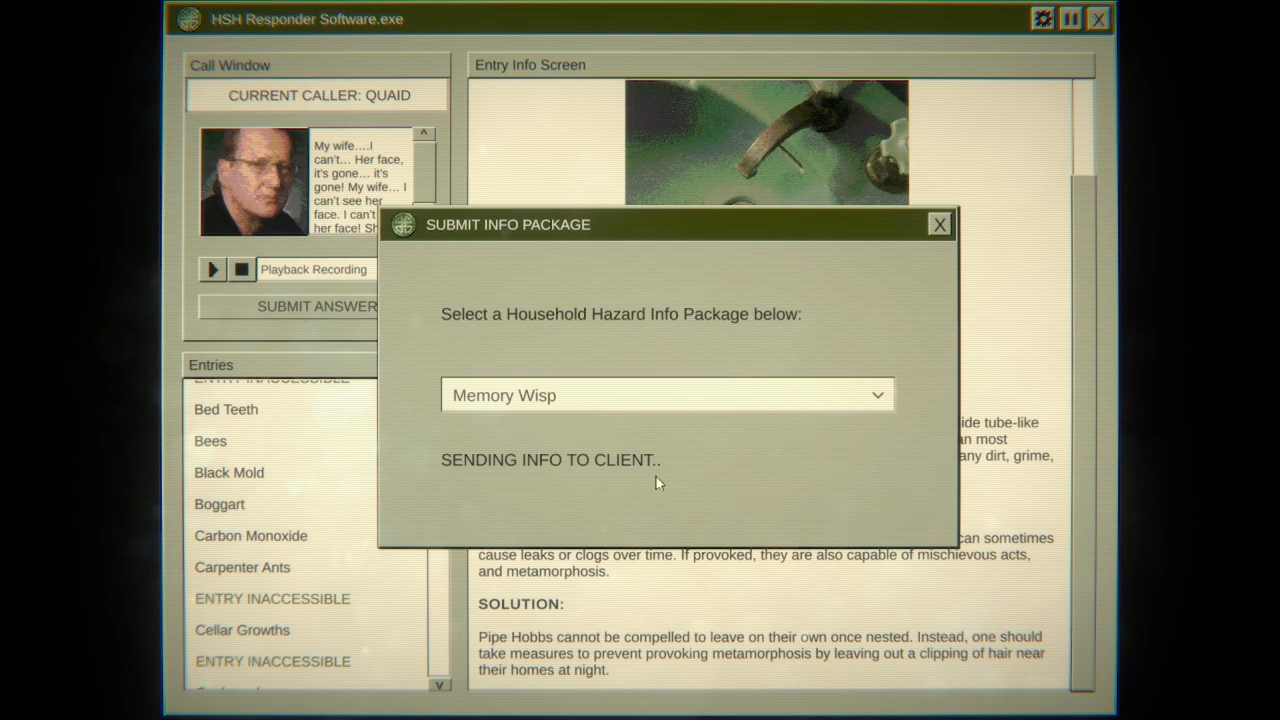 HSH Responder Software.exe
X
Call Window
CURRENT CALLER: QUAID
My wife....I
can't... Her face,
it's gone... it's
gone! My wife... I
can't see her
face. I can't
her face! Sh
Playback Recording
SUBMIT ANSWER
Entries
ENTRY INACCESSIBLE
Bed Teeth
Bees
Black Mold
Boggart
Carbon Monoxide
Carpenter Ants
ENTRY INACCESSIBLE
Cellar Growths
ENTRY INACCESSIBLE
Entry Info Screen
SUBMIT INFO PACKAGE
X
Select a Household Hazard Info Package below:
Memory Wisp
SENDING INFO TO CLIENT..
ide tube-like
an most
any dirt, grime,
can sometimes
cause leaks or clogs over time. If provoked, they are also capable of mischievous acts,
and metamorphosis.
SOLUTION:
Pipe Hobbs cannot be compelled to leave on their own once nested. Instead, one should
take measures to prevent provoking metamorphosis by leaving out a clipping of hair near
their homes at night.